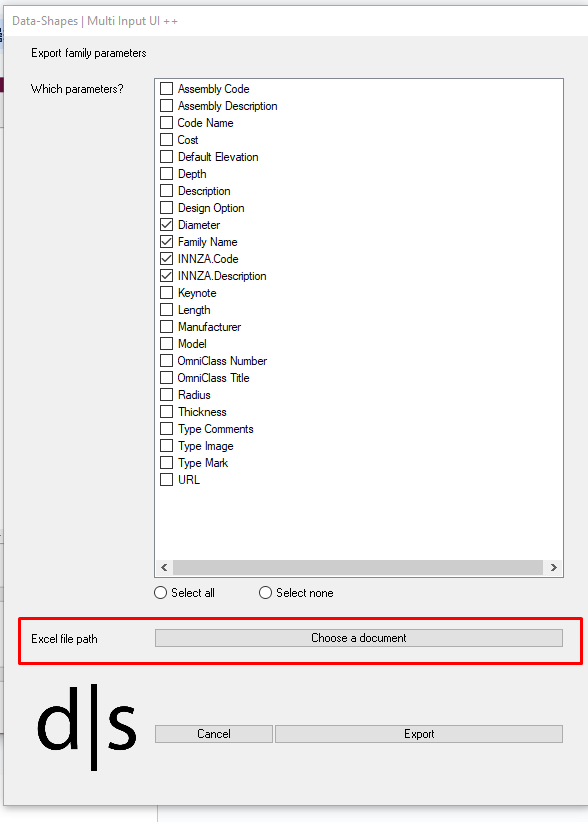 Data-Shapes | Multi Input UI ++
Export family parameters
Which parameters?
Assembly Code
Assembly Description
Code Name
Cost
Default Elevation
Depth
Description
Design Option
Diameter
Family Name
INNZA.Code
INNZA.Description
Keynote
Length
Manufacturer
Model
OmniClass Number
OmniClass Title
Radius
Thickness
Type Comments
Type Image
Type Mark
URL
Select all Select none
Excel file path Choose a document
d|s
Cancel Export